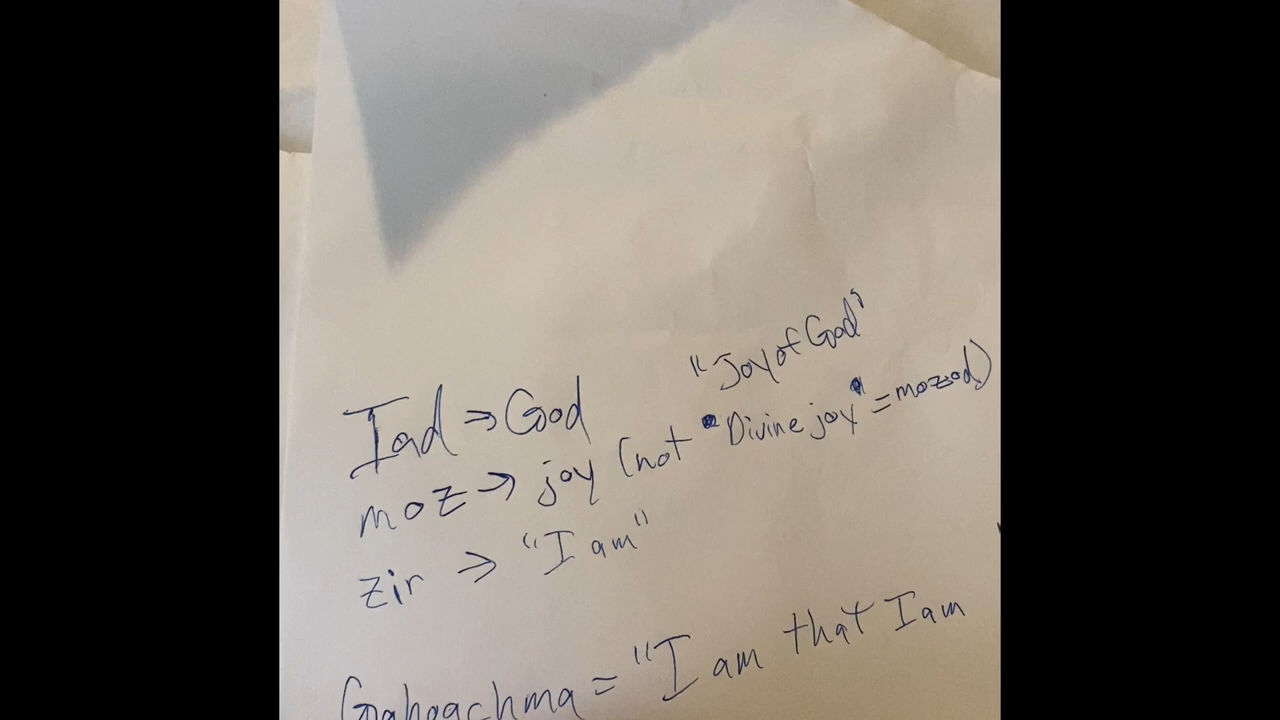 "Joy of God"
Iad ⇒ God
moz → joy (not "Divine joy" = mozod)
zir ⇒ "I am"
Gahoachma = "I am that I am